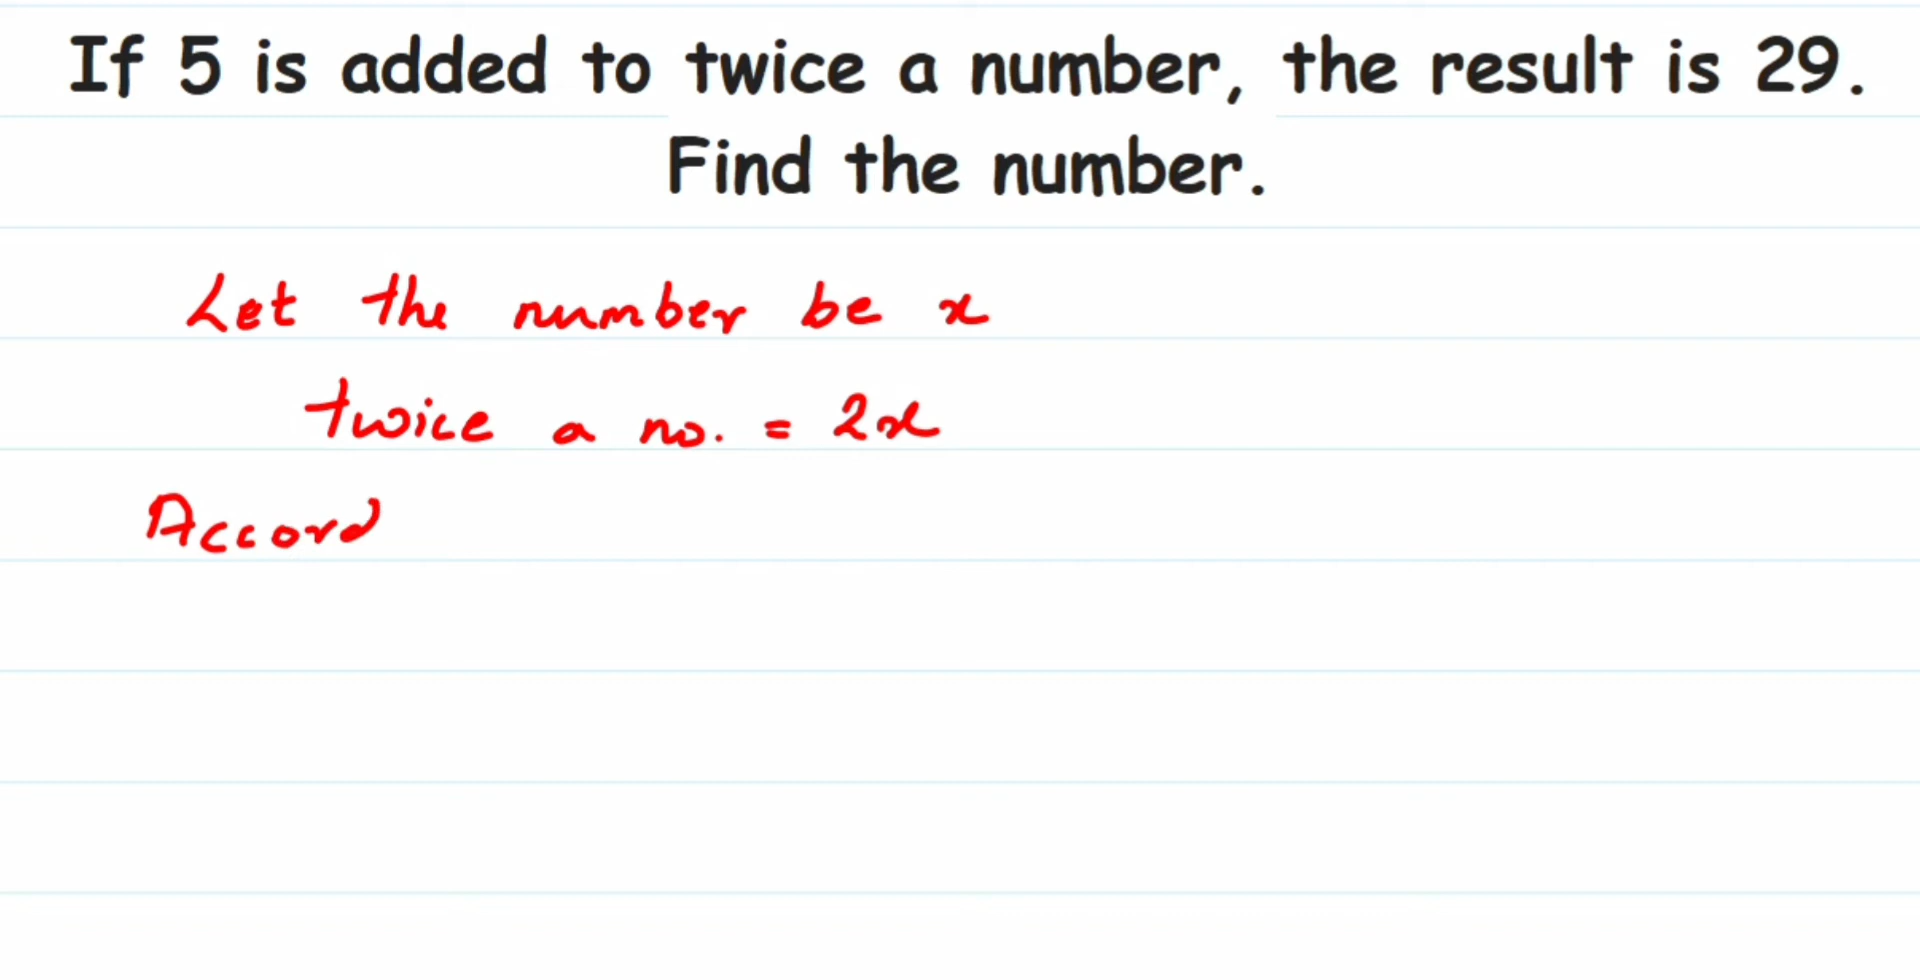 If 5 is added to twice a number, the result is 29.
Find the number.
Let the number be x
twice a no. = 2x
Accord